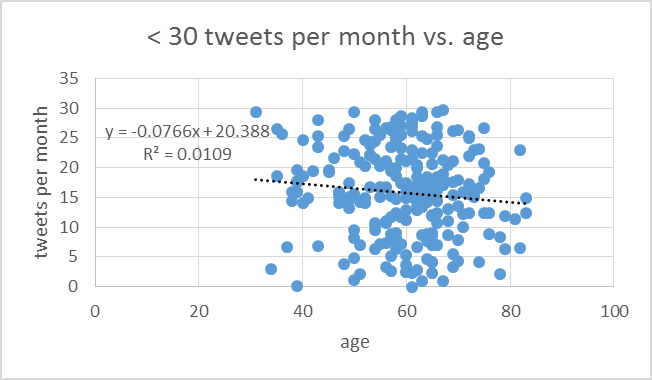 < 30 tweets per month vs. age
tweets per month
35
30
25
20
15
10
5
0
y = -0.0766x + 20.388
R² = 0.0109
0 20 40 60 80 100
age